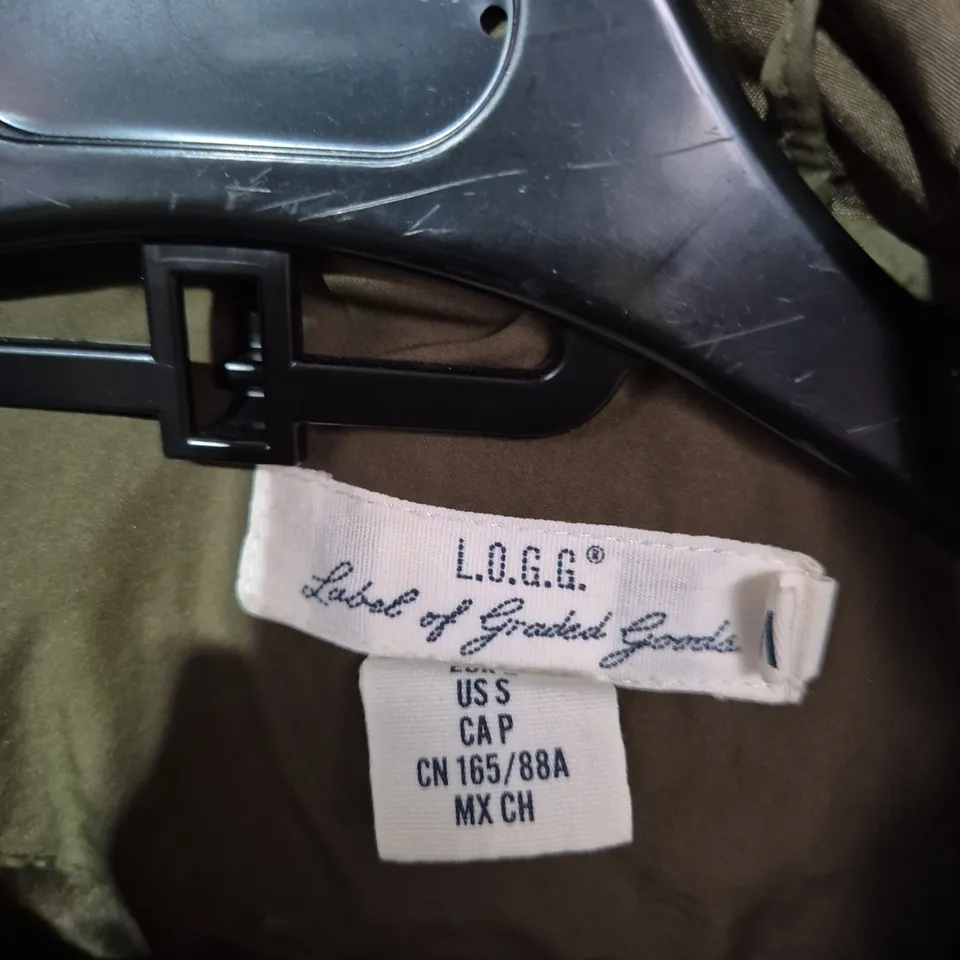 L.O.G.G.®
Label of Graded Goods
US S
CA P
CN 165/88A
MX CH